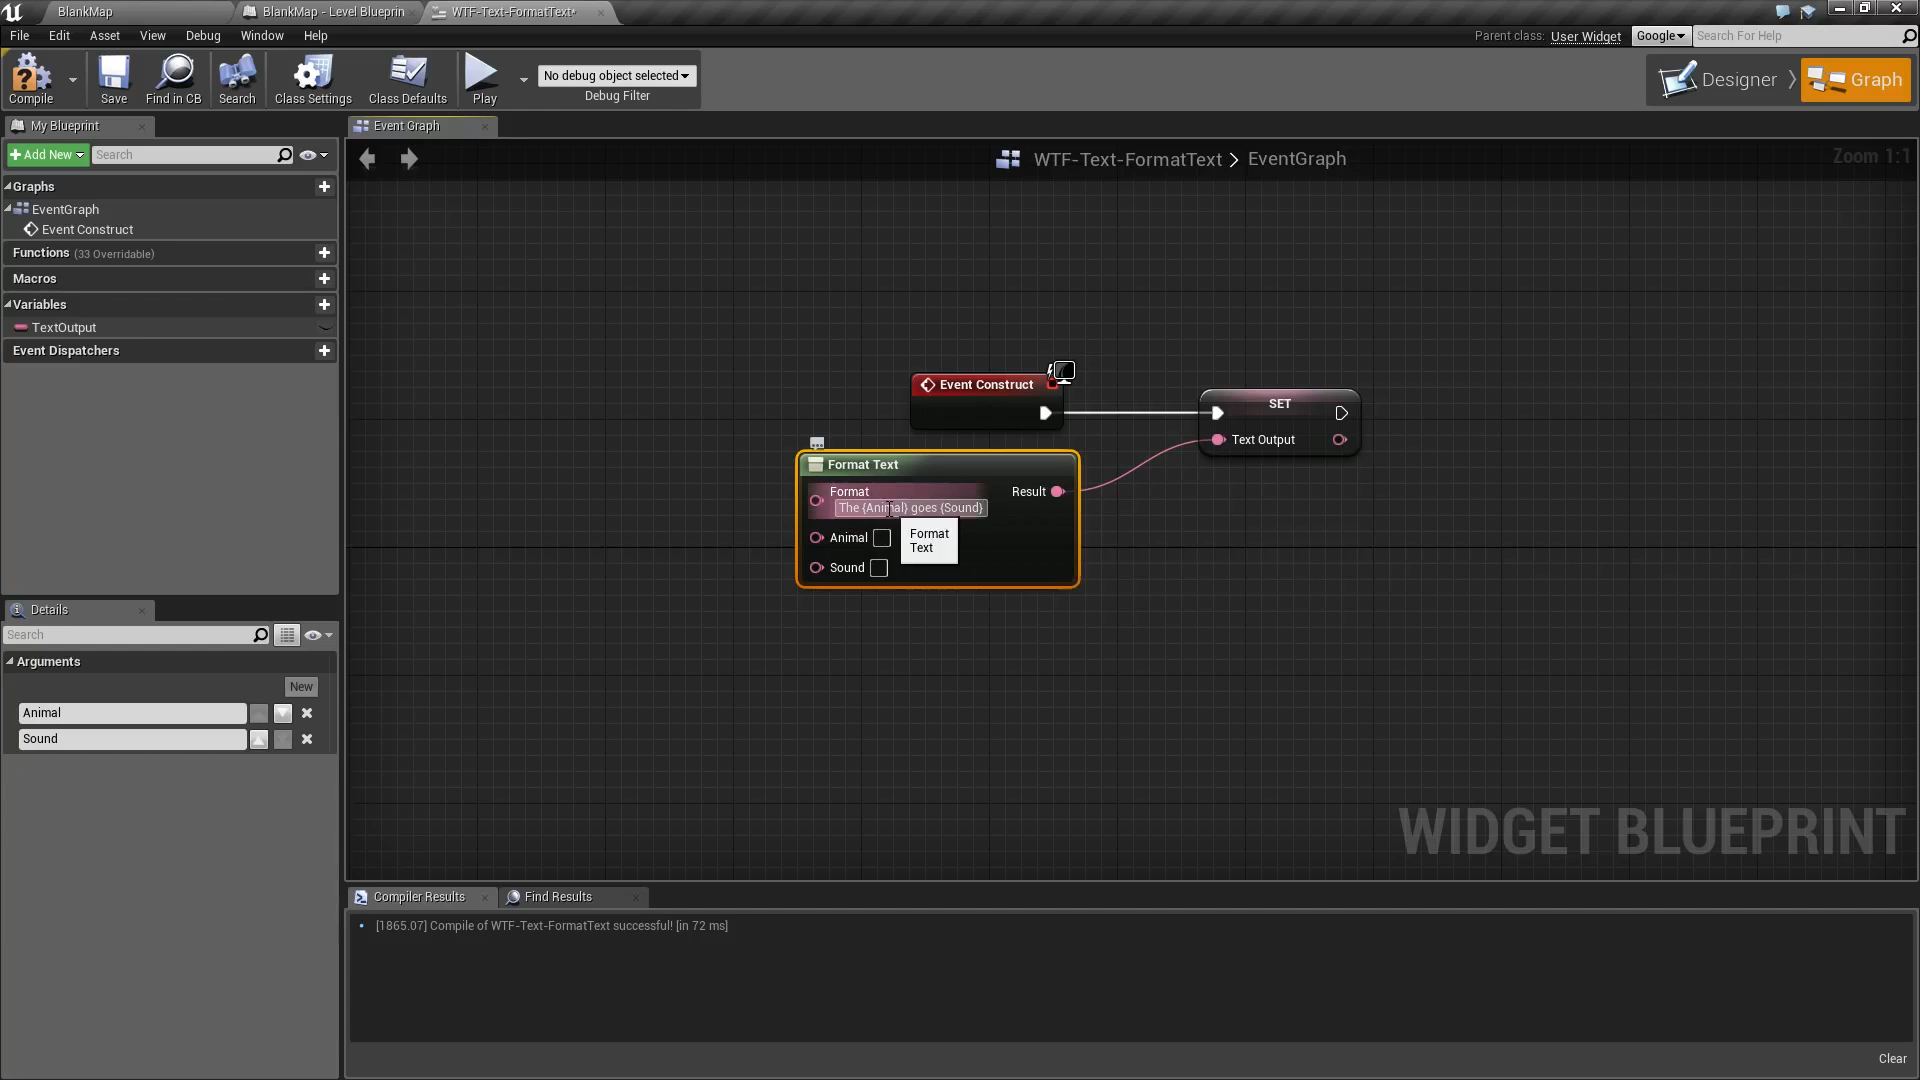 BlankMap
BlankMap - Level Blueprin
WTF-Text-FormatText*
File
Edit
Asset
View
Debug
Window
Help
Parent class:
User Widget
Google
Search For Help
Compile
Save
Find in CB
Search
Class Settings
Class Defaults
Play
No debug object selected
Debug Filter
Designer
Graph
My Blueprint
Event Graph
Add New
Search
WTF-Text-FormatText > EventGraph
Zoom 1:1
Graphs
EventGraph
Event Construct
Functions (33 Overridable)
Macros
Variables
TextOutput
Event Dispatchers
Event Construct
SET
Text Output
Format Text
Format
Result
The {Animal} goes {Sound}
Animal
Sound
Format
Text
Details
Search
Arguments
New
Animal
Sound
WIDGET BLUEPRINT
Compiler Results
Find Results
[1865.07] Compile of WTF-Text-FormatText successful! [in 72 ms]
Clear